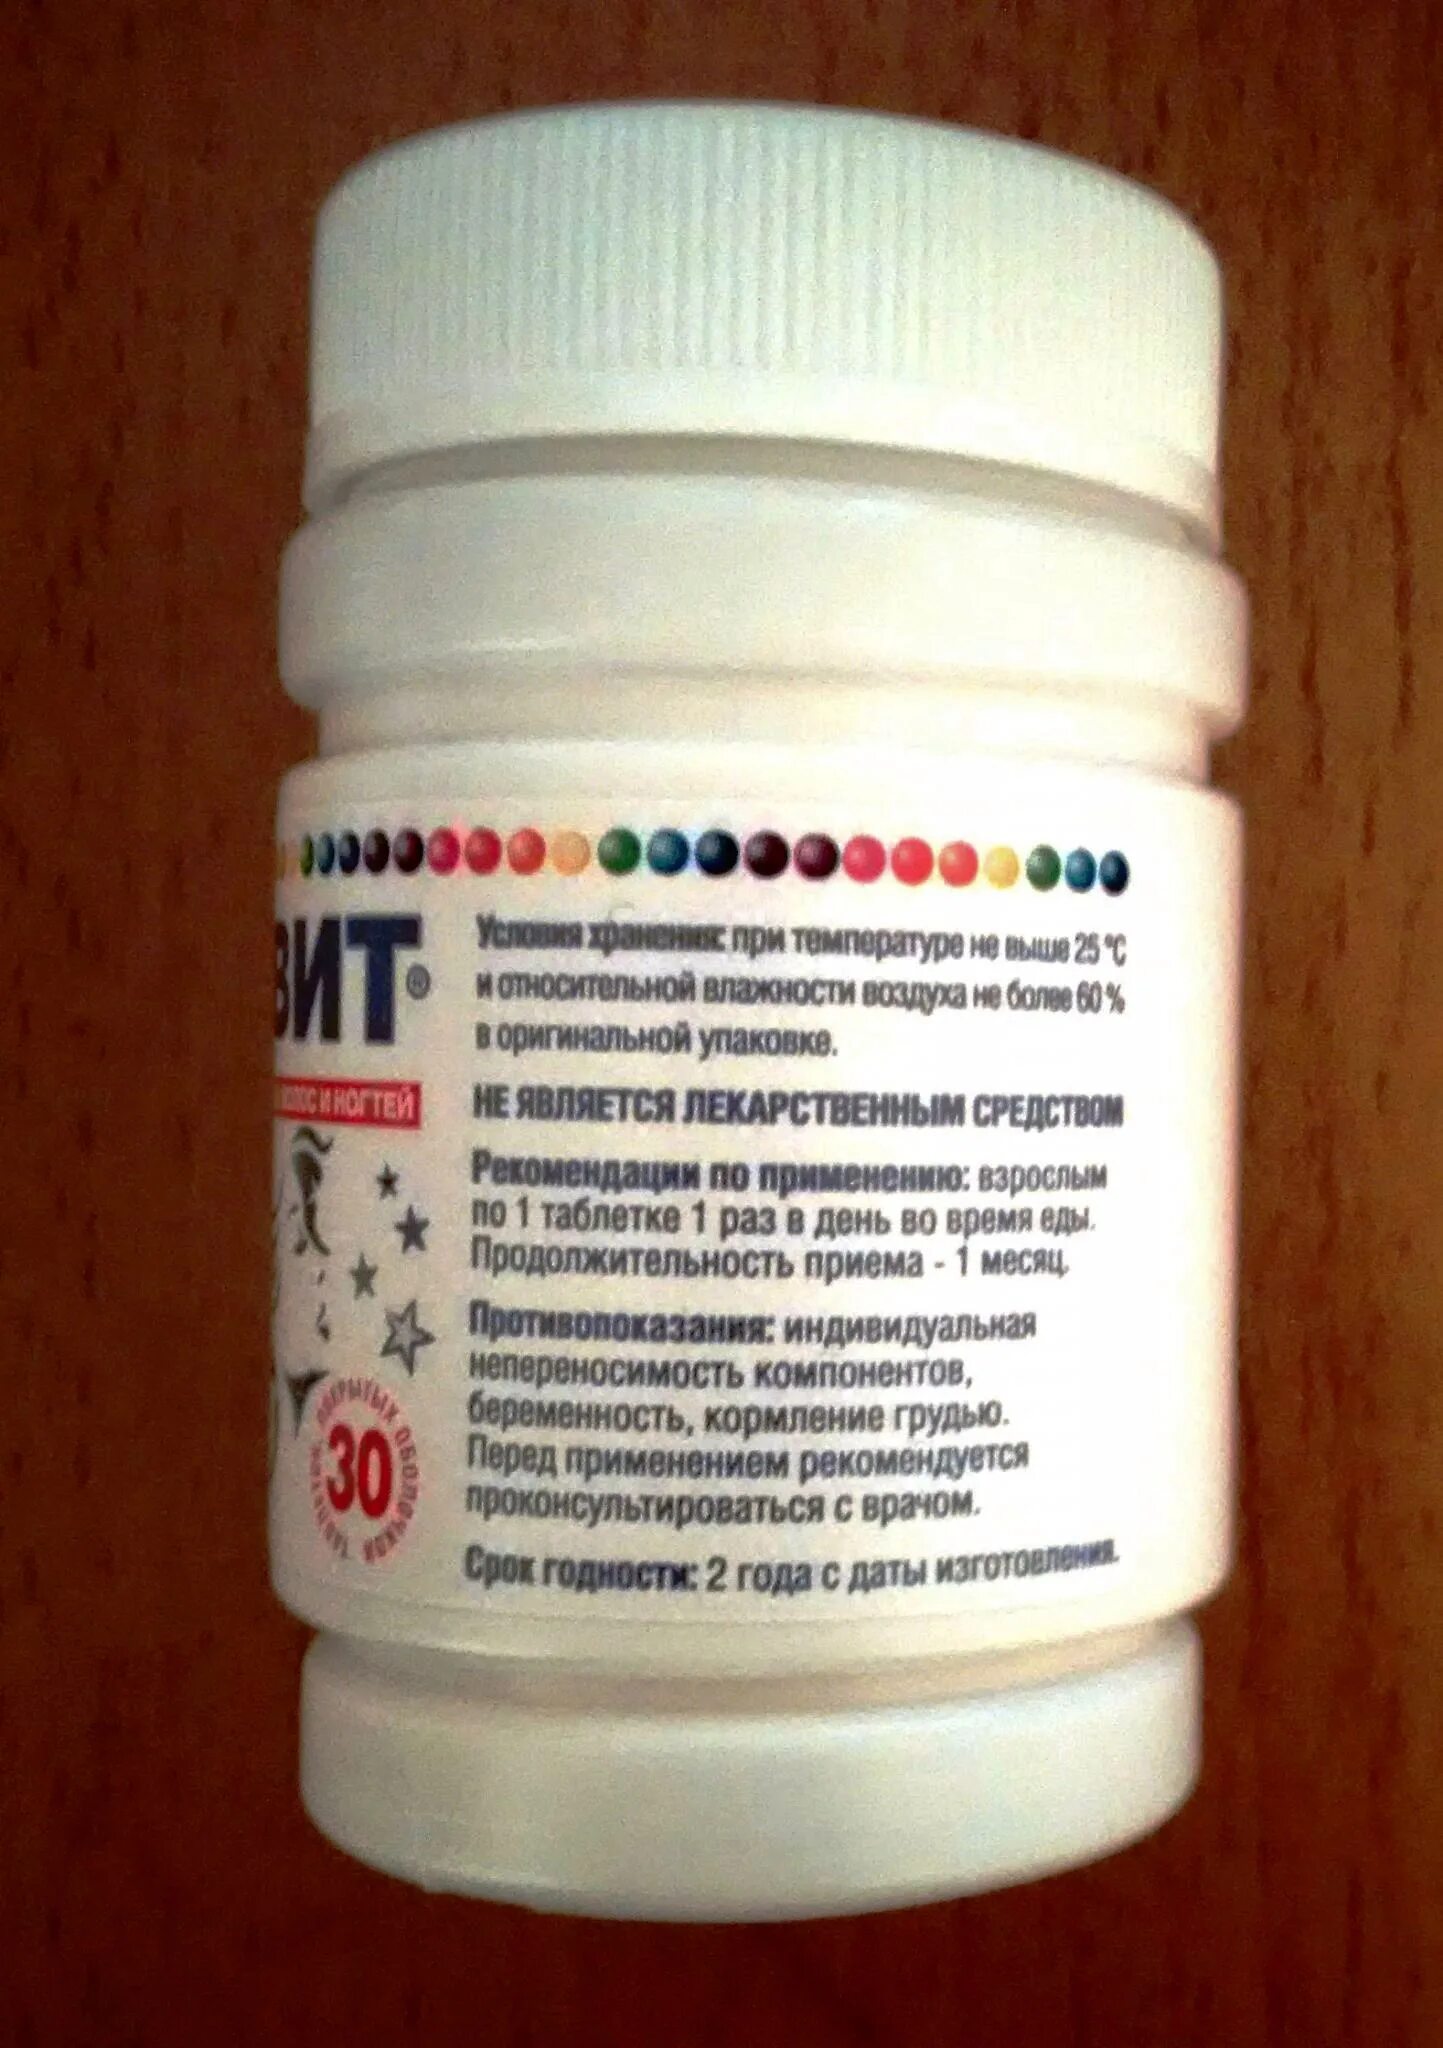 ВИТ®
ВОЛОС И НОГТЕЙ
30
ПОКРЫТЫХ ОБОЛОЧКОЙ
Условия хранения: при температуре не выше 25 °С
и относительной влажности воздуха не более 60 %
в оригинальной упаковке.
НЕ ЯВЛЯЕТСЯ ЛЕКАРСТВЕННЫМ СРЕДСТВОМ
Рекомендации по применению: взрослым
по 1 таблетке 1 раз в день во время еды.
Продолжительность приема - 1 месяц.
Противопоказания: индивидуальная
непереносимость компонентов,
беременность, кормление грудью.
Перед применением рекомендуется
проконсультироваться с врачом.
Срок годности: 2 года с даты изготовления.